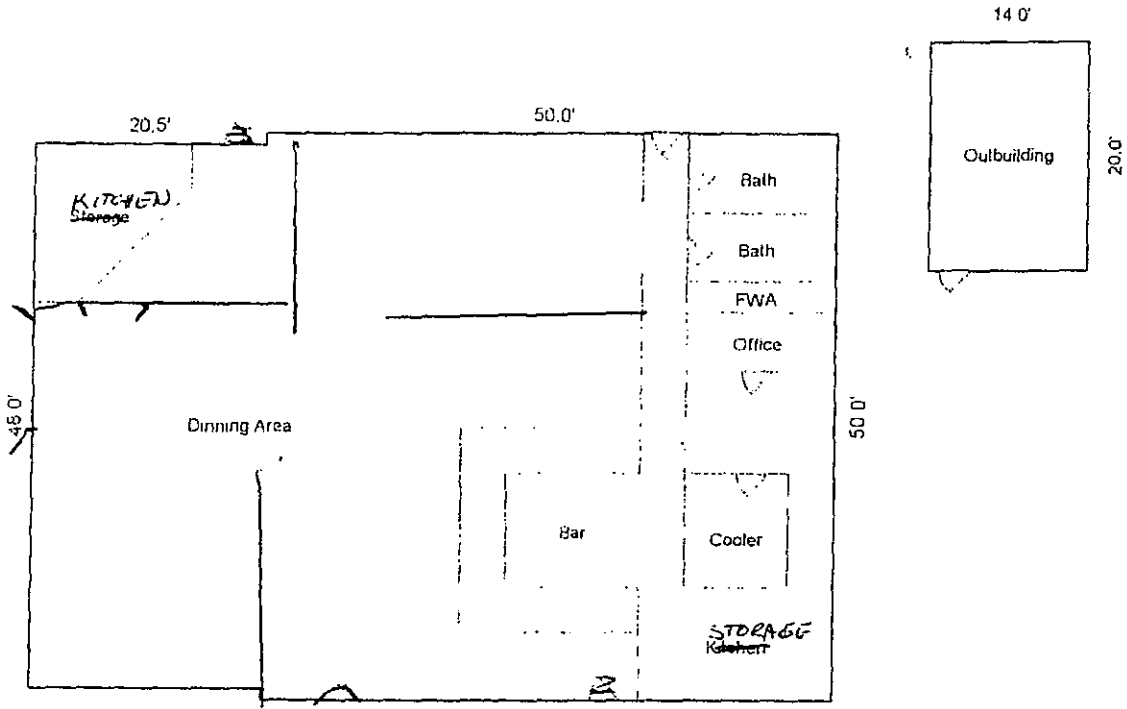 14 0'
20.5'
50.0'
Outbuilding
20.0'
Bath
KITCHEN
Storage
Bath
FWA
Office
48 0'
Dinning Area
50 0'
Bar
Cooler
STORAGE
Kitchen